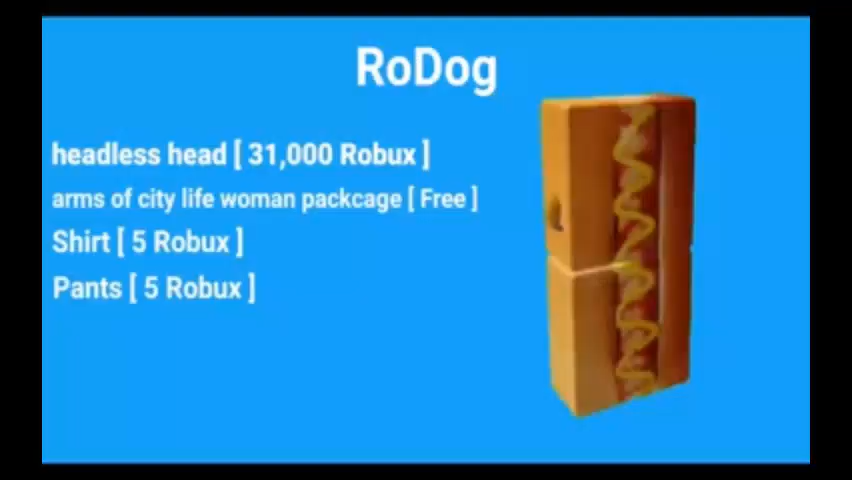 RoDog
headless head [ 31,000 Robux ]
arms of city life woman packcage [ Free ]
Shirt [ 5 Robux ]
Pants [ 5 Robux ]